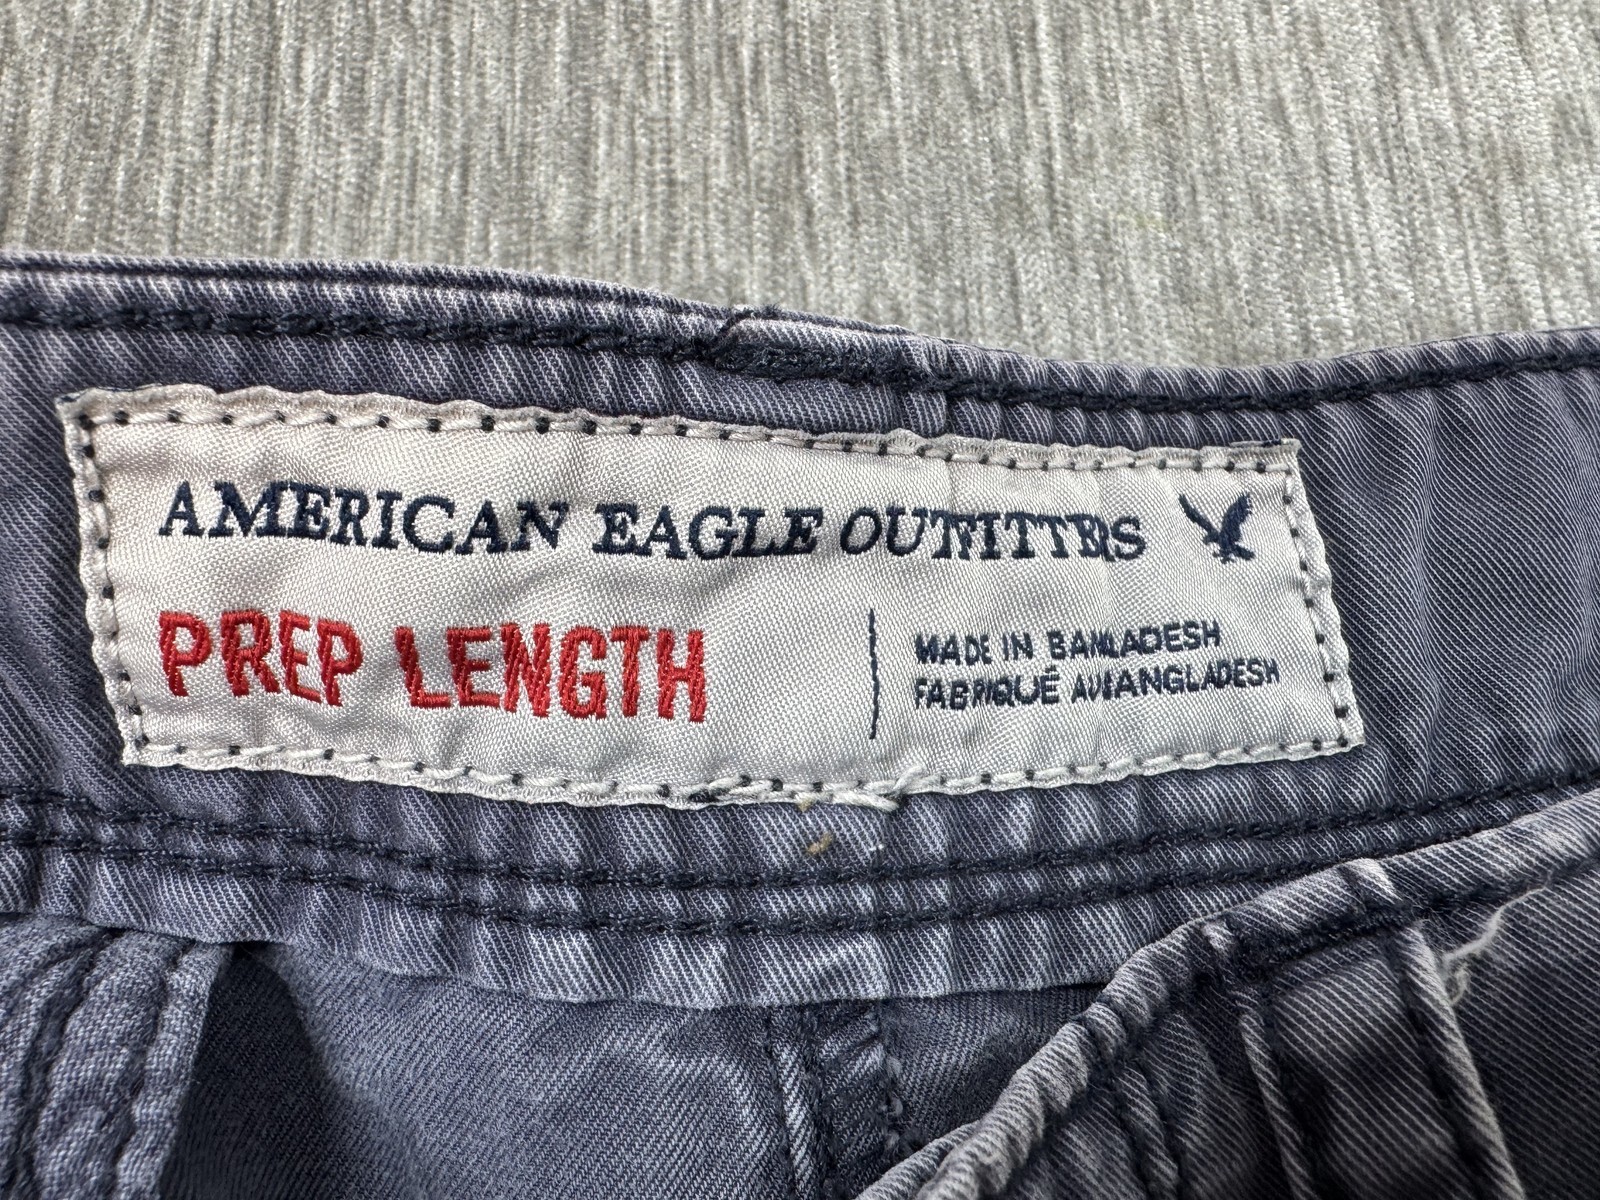 AMERICAN EAGLE OUTFITTERS
PREP LENGTH
MADE IN BANGLADESH
FABRIQUÉ AU BANGLADESH